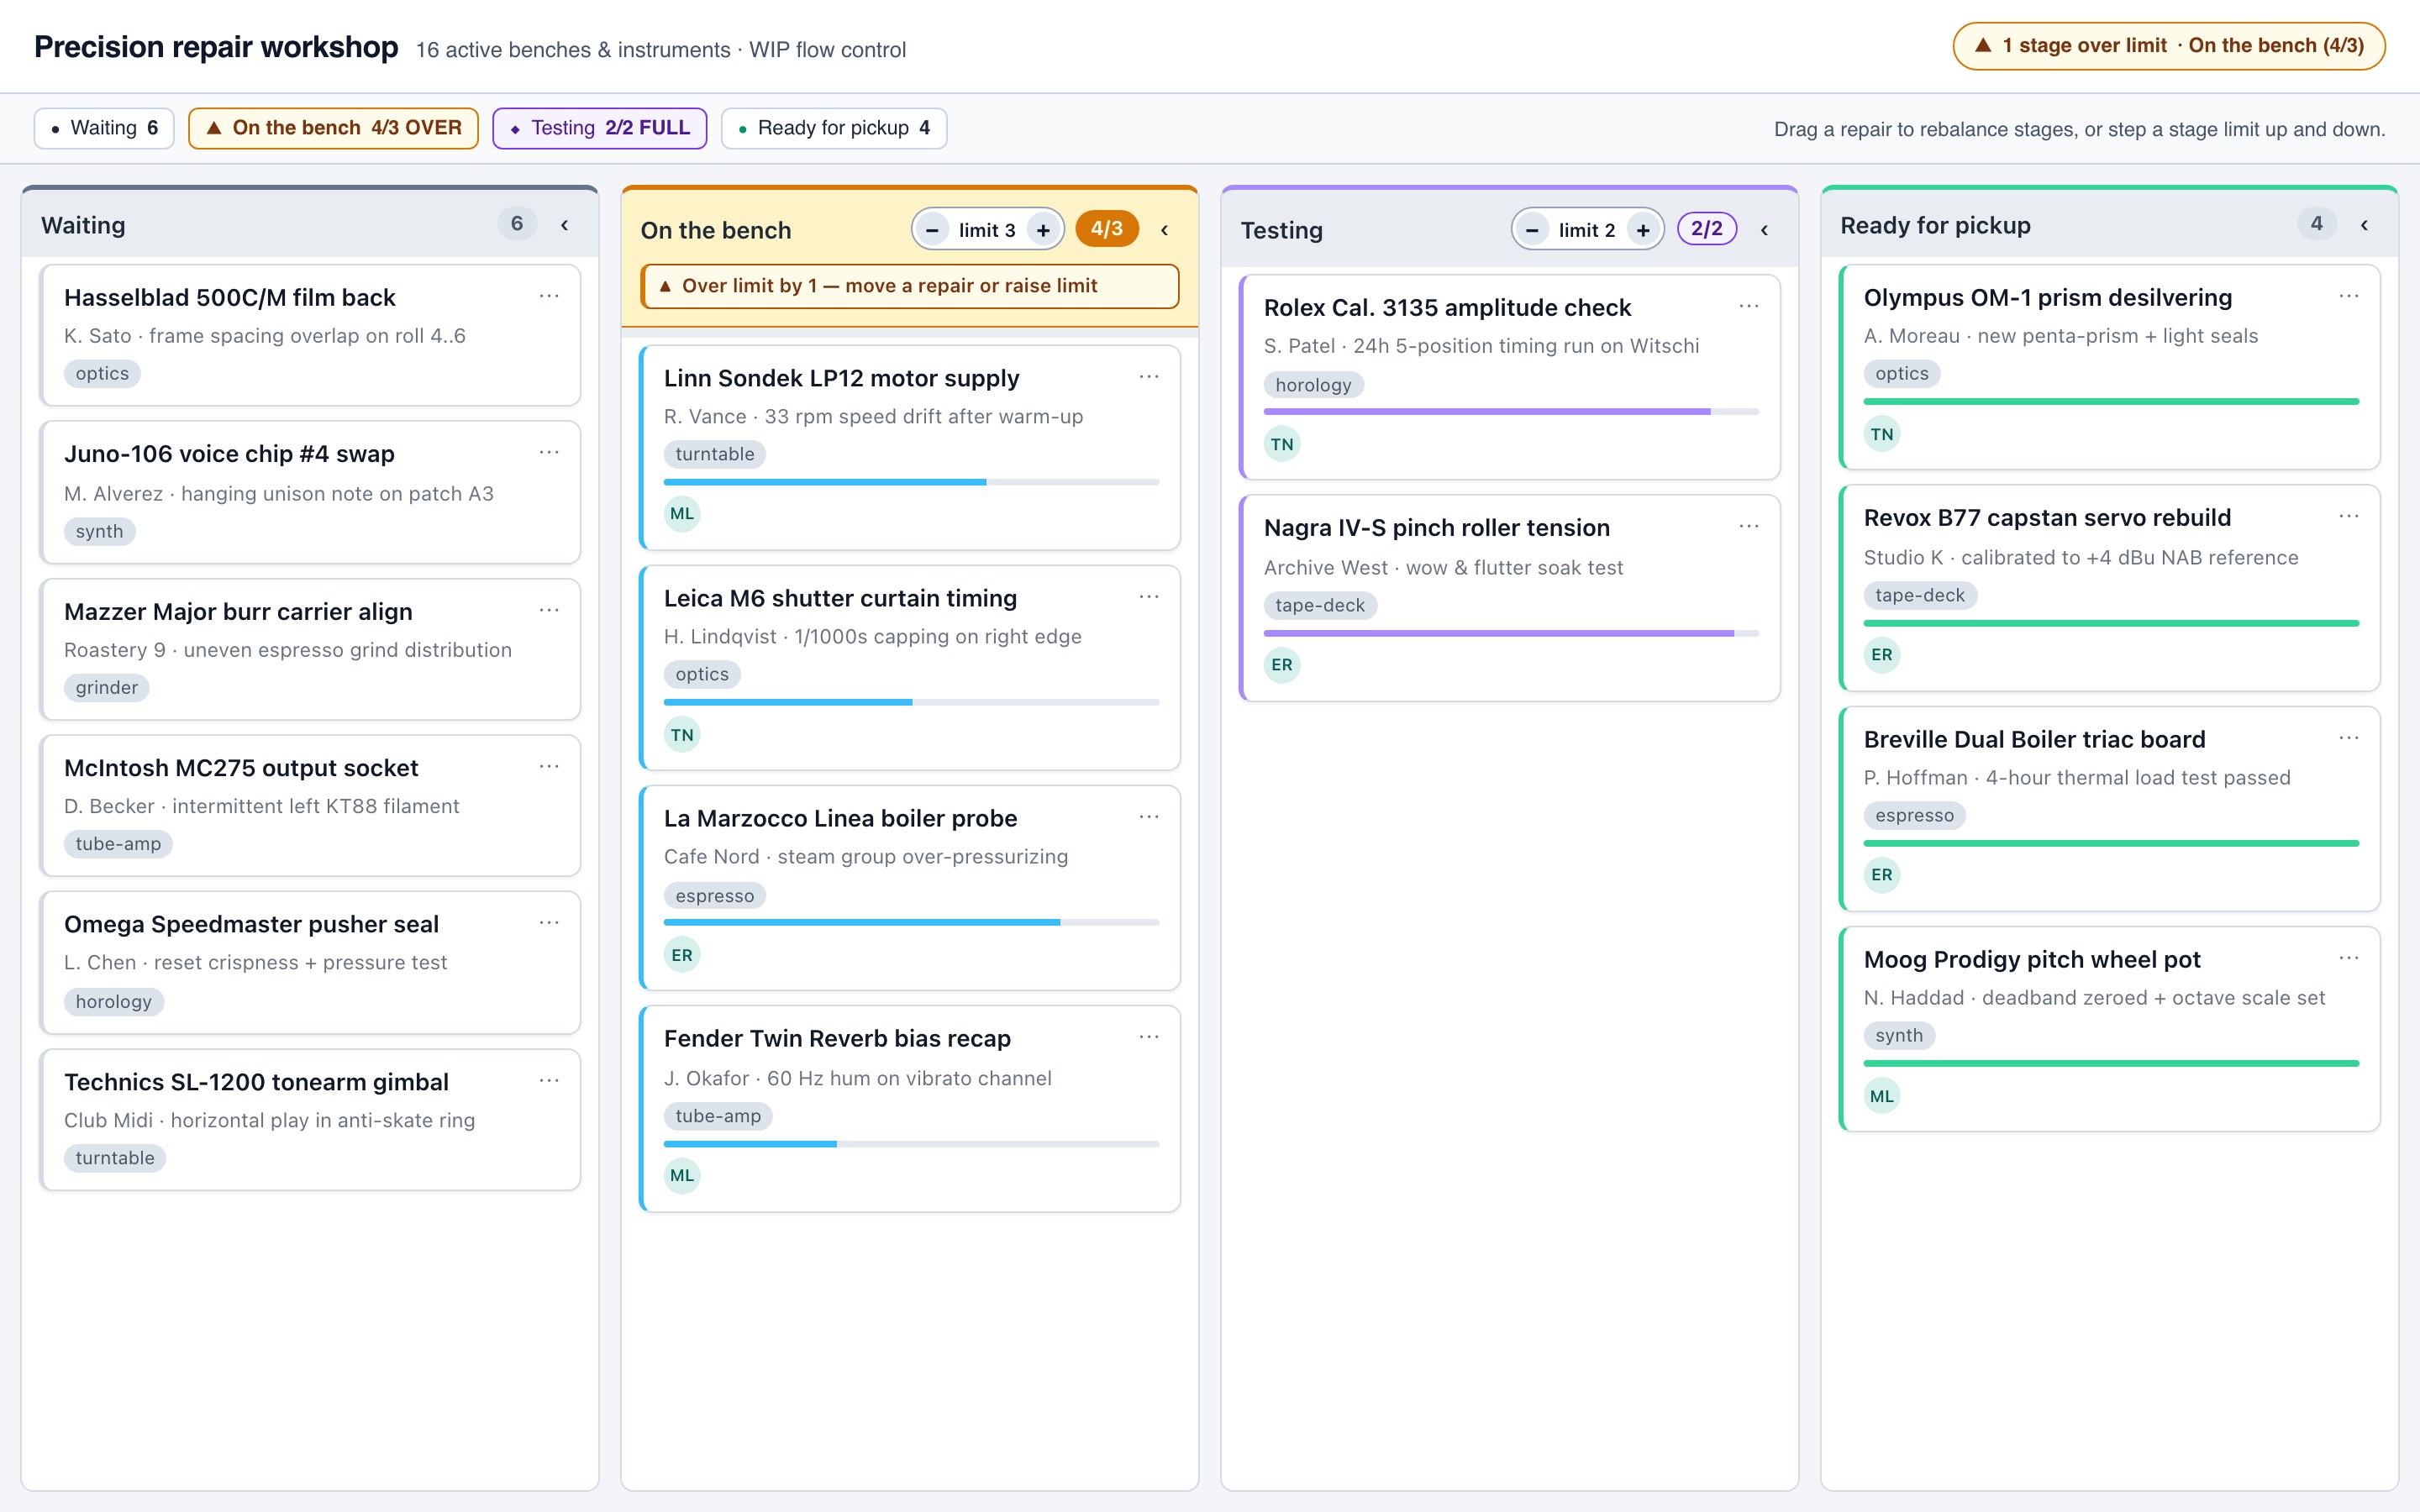 Precision repair workshop 16 active benches & instruments · WIP flow control
▲ 1 stage over limit · On the bench (4/3)
● Waiting 6
▲ On the bench 4/3 OVER
◆ Testing 2/2 FULL
● Ready for pickup 4
Drag a repair to rebalance stages, or step a stage limit up and down.
Waiting 6 ‹
Hasselblad 500C/M film back ···
K. Sato · frame spacing overlap on roll 4..6
optics
Juno-106 voice chip #4 swap ···
M. Alverez · hanging unison note on patch A3
synth
Mazzer Major burr carrier align ···
Roastery 9 · uneven espresso grind distribution
grinder
McIntosh MC275 output socket ···
D. Becker · intermittent left KT88 filament
tube-amp
Omega Speedmaster pusher seal ···
L. Chen · reset crispness + pressure test
horology
Technics SL-1200 tonearm gimbal ···
Club Midi · horizontal play in anti-skate ring
turntable
On the bench − limit 3 + 4/3 ‹
▲ Over limit by 1 — move a repair or raise limit
Linn Sondek LP12 motor supply ···
R. Vance · 33 rpm speed drift after warm-up
turntable
ML
Leica M6 shutter curtain timing ···
H. Lindqvist · 1/1000s capping on right edge
optics
TN
La Marzocco Linea boiler probe ···
Cafe Nord · steam group over-pressurizing
espresso
ER
Fender Twin Reverb bias recap ···
J. Okafor · 60 Hz hum on vibrato channel
tube-amp
ML
Testing − limit 2 + 2/2 ‹
Rolex Cal. 3135 amplitude check ···
S. Patel · 24h 5-position timing run on Witschi
horology
TN
Nagra IV-S pinch roller tension ···
Archive West · wow & flutter soak test
tape-deck
ER
Ready for pickup 4 ‹
Olympus OM-1 prism desilvering ···
A. Moreau · new penta-prism + light seals
optics
TN
Revox B77 capstan servo rebuild ···
Studio K · calibrated to +4 dBu NAB reference
tape-deck
ER
Breville Dual Boiler triac board ···
P. Hoffman · 4-hour thermal load test passed
espresso
ER
Moog Prodigy pitch wheel pot ···
N. Haddad · deadband zeroed + octave scale set
synth
ML